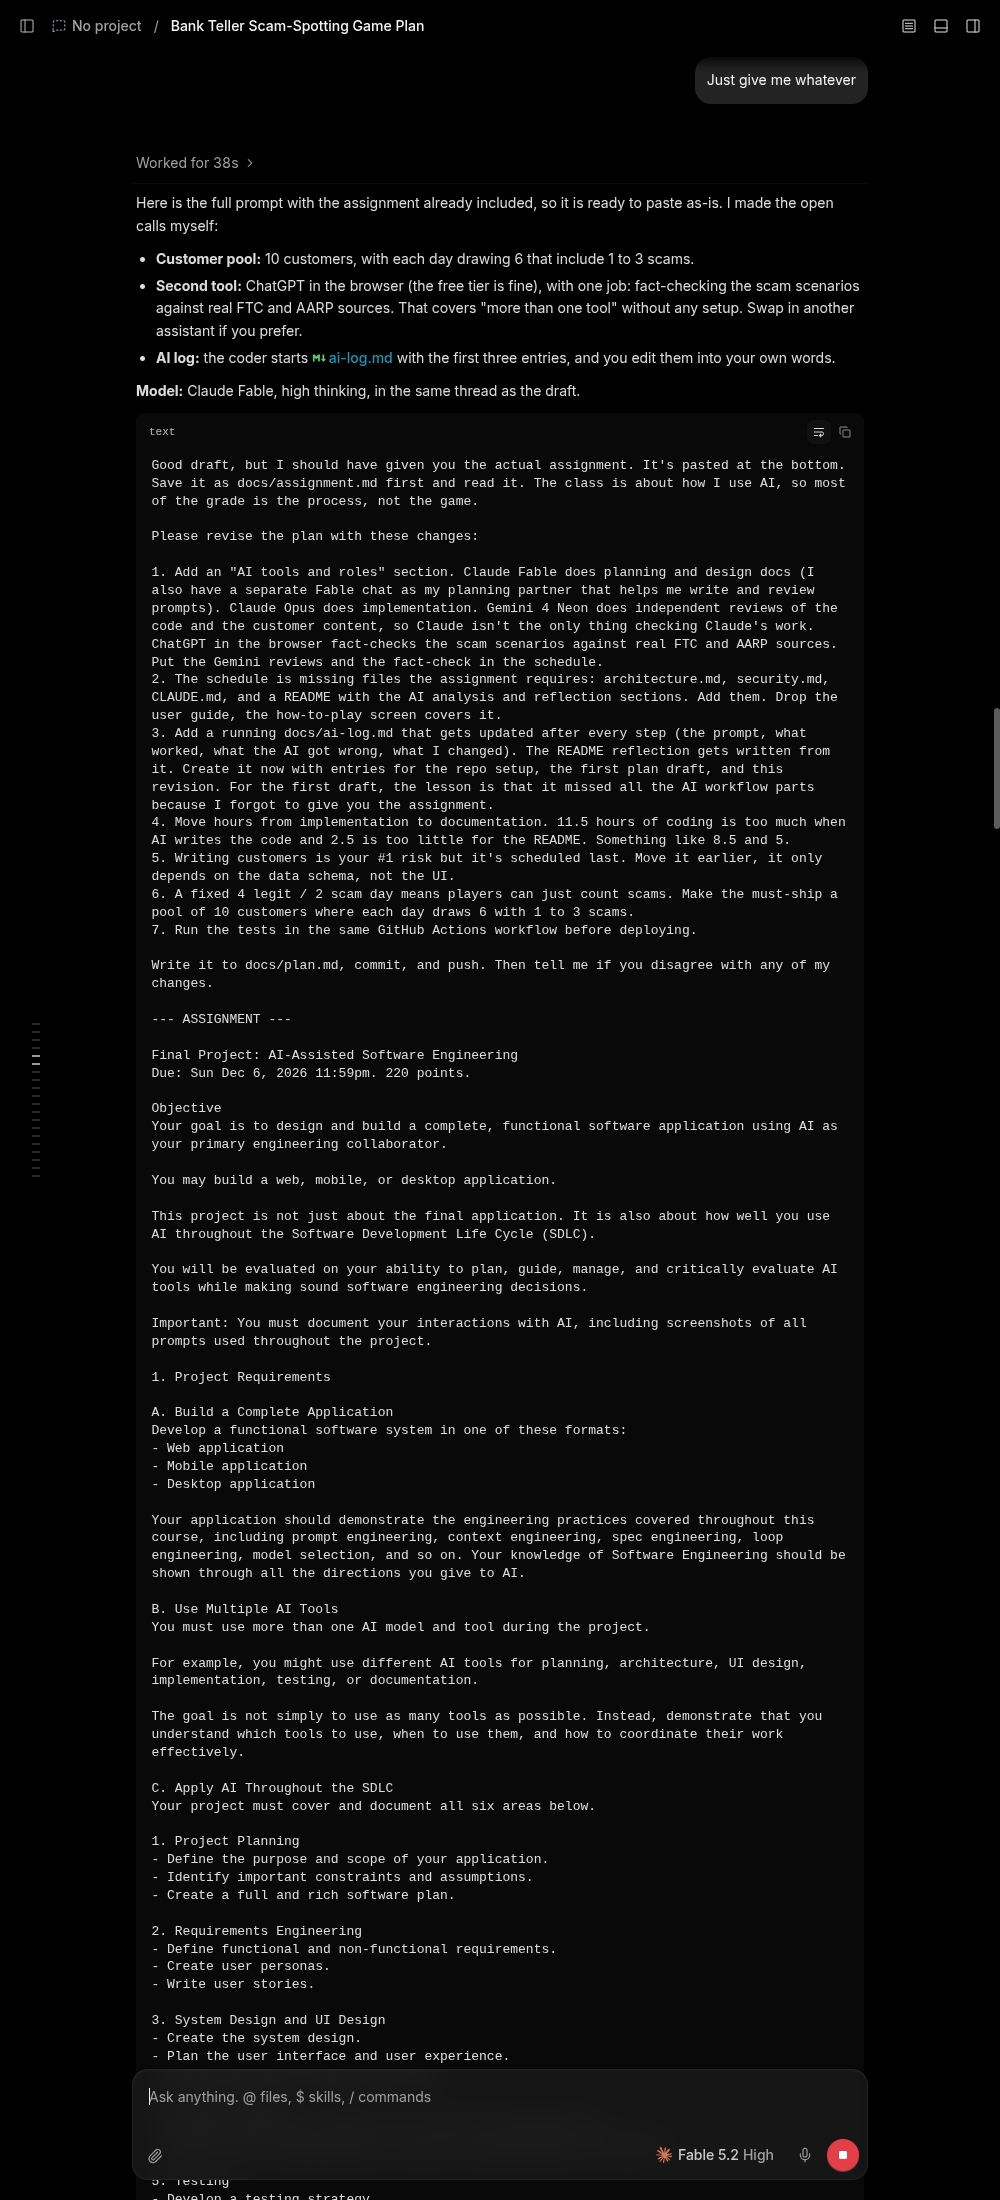 No project / Bank Teller Scam-Spotting Game Plan
Just give me whatever
Worked for 38s >
Here is the full prompt with the assignment already included, so it is ready to paste as-is. I made the open
calls myself:
• Customer pool: 10 customers, with each day drawing 6 that include 1 to 3 scams.
• Second tool: ChatGPT in the browser (the free tier is fine), with one job: fact-checking the scam scenarios
against real FTC and AARP sources. That covers "more than one tool" without any setup. Swap in another
assistant if you prefer.
• AI log: the coder starts ai-log.md with the first three entries, and you edit them into your own words.
Model: Claude Fable, high thinking, in the same thread as the draft.
text
Good draft, but I should have given you the actual assignment. It's pasted at the bottom.
Save it as docs/assignment.md first and read it. The class is about how I use AI, so most
of the grade is the process, not the game.
Please revise the plan with these changes:
1. Add an "AI tools and roles" section. Claude Fable does planning and design docs (I
also have a separate Fable chat as my planning partner that helps me write and review
prompts). Claude Opus does implementation. Gemini 4 Neon does independent reviews of the
code and the customer content, so Claude isn't the only thing checking Claude's work.
ChatGPT in the browser fact-checks the scam scenarios against real FTC and AARP sources.
Put the Gemini reviews and the fact-check in the schedule.
2. The schedule is missing files the assignment requires: architecture.md, security.md,
CLAUDE.md, and a README with the AI analysis and reflection sections. Add them. Drop the
user guide, the how-to-play screen covers it.
3. Add a running docs/ai-log.md that gets updated after every step (the prompt, what
worked, what the AI got wrong, what I changed). The README reflection gets written from
it. Create it now with entries for the repo setup, the first plan draft, and this
revision. For the first draft, the lesson is that it missed all the AI workflow parts
because I forgot to give you the assignment.
4. Move hours from implementation to documentation. 11.5 hours of coding is too much when
AI writes the code and 2.5 is too little for the README. Something like 8.5 and 5.
5. Writing customers is your #1 risk but it's scheduled last. Move it earlier, it only
depends on the data schema, not the UI.
6. A fixed 4 legit / 2 scam day means players can just count scams. Make the must-ship a
pool of 10 customers where each day draws 6 with 1 to 3 scams.
7. Run the tests in the same GitHub Actions workflow before deploying.
Write it to docs/plan.md, commit, and push. Then tell me if you disagree with any of my
changes.
--- ASSIGNMENT ---
Final Project: AI-Assisted Software Engineering
Due: Sun Dec 6, 2026 11:59pm. 220 points.
Objective
Your goal is to design and build a complete, functional software application using AI as
your primary engineering collaborator.
You may build a web, mobile, or desktop application.
This project is not just about the final application. It is also about how well you use
AI throughout the Software Development Life Cycle (SDLC).
You will be evaluated on your ability to plan, guide, manage, and critically evaluate AI
tools while making sound software engineering decisions.
Important: You must document your interactions with AI, including screenshots of all
prompts used throughout the project.
1. Project Requirements
A. Build a Complete Application
Develop a functional software system in one of these formats:
- Web application
- Mobile application
- Desktop application
Your application should demonstrate the engineering practices covered throughout this
course, including prompt engineering, context engineering, spec engineering, loop
engineering, model selection, and so on. Your knowledge of Software Engineering should be
shown through all the directions you give to AI.
B. Use Multiple AI Tools
You must use more than one AI model and tool during the project.
For example, you might use different AI tools for planning, architecture, UI design,
implementation, testing, or documentation.
The goal is not simply to use as many tools as possible. Instead, demonstrate that you
understand which tools to use, when to use them, and how to coordinate their work
effectively.
C. Apply AI Throughout the SDLC
Your project must cover and document all six areas below.
1. Project Planning
- Define the purpose and scope of your application.
- Identify important constraints and assumptions.
- Create a full and rich software plan.
2. Requirements Engineering
- Define functional and non-functional requirements.
- Create user personas.
- Write user stories.
3. System Design and UI Design
- Create the system design.
- Plan the user interface and user experience.
Ask anything. @ files, $ skills, / commands
Fable 5.2 High
5. Testing
- Develop a testing strategy